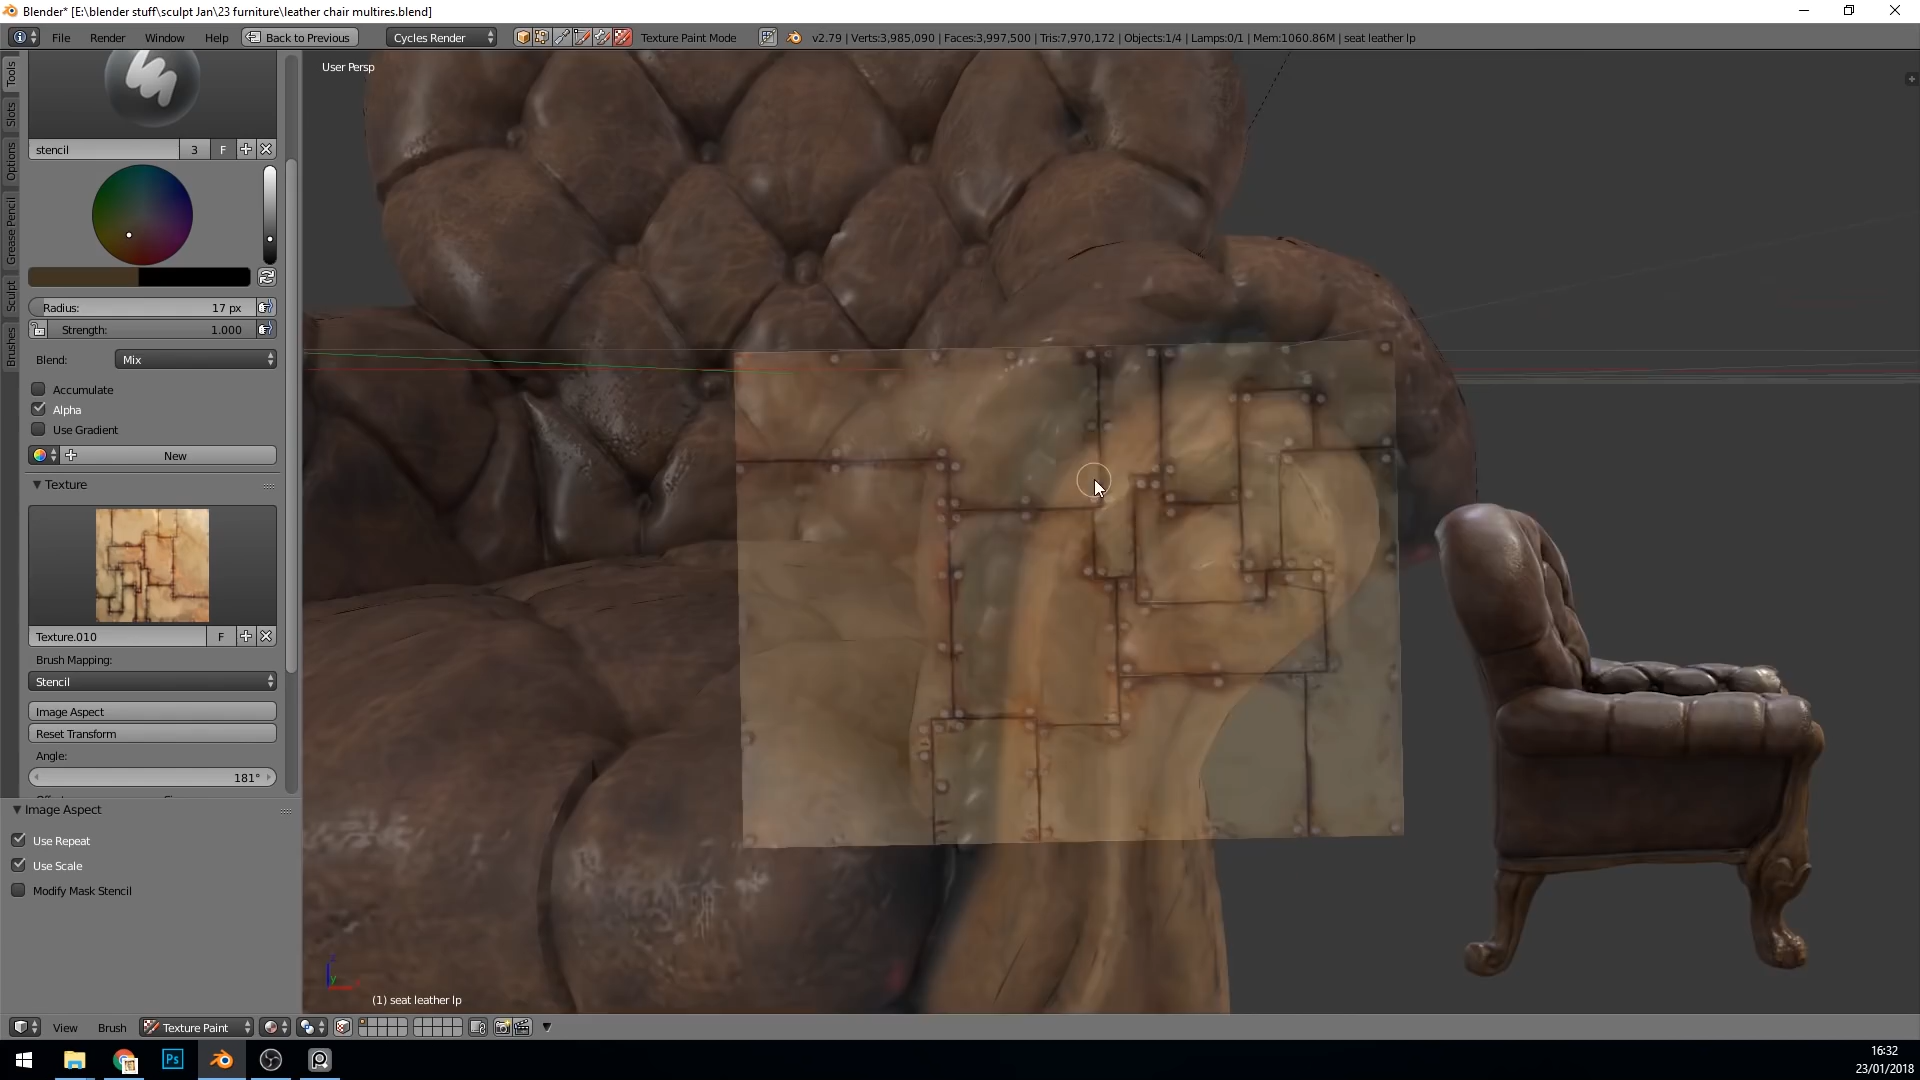 Blender* [E:\blender stuff\sculpt Jan\23 furniture\leather chair multires.blend]
File Render Window Help Back to Previous Cycles Render Texture Paint Mode v2.79 | Verts:3,985,090 | Faces:3,997,500 | Tris:7,970,172 | Objects:1/4 | Lamps:0/1 | Mem:1060.86M | seat leather lp
User Persp
Tools
Slots
Options
Grease Pencil
Sculpt
Brushes
stencil 3 F
Radius: 17 px
Strength: 1.000
Blend: Mix
Accumulate
Alpha
Use Gradient
New
Texture
Texture.010 F
Brush Mapping:
Stencil
Image Aspect
Reset Transform
Angle:
181°
Image Aspect
Use Repeat
Use Scale
Modify Mask Stencil
(1) seat leather lp
View Brush Texture Paint
Ps
16:32
23/01/2018